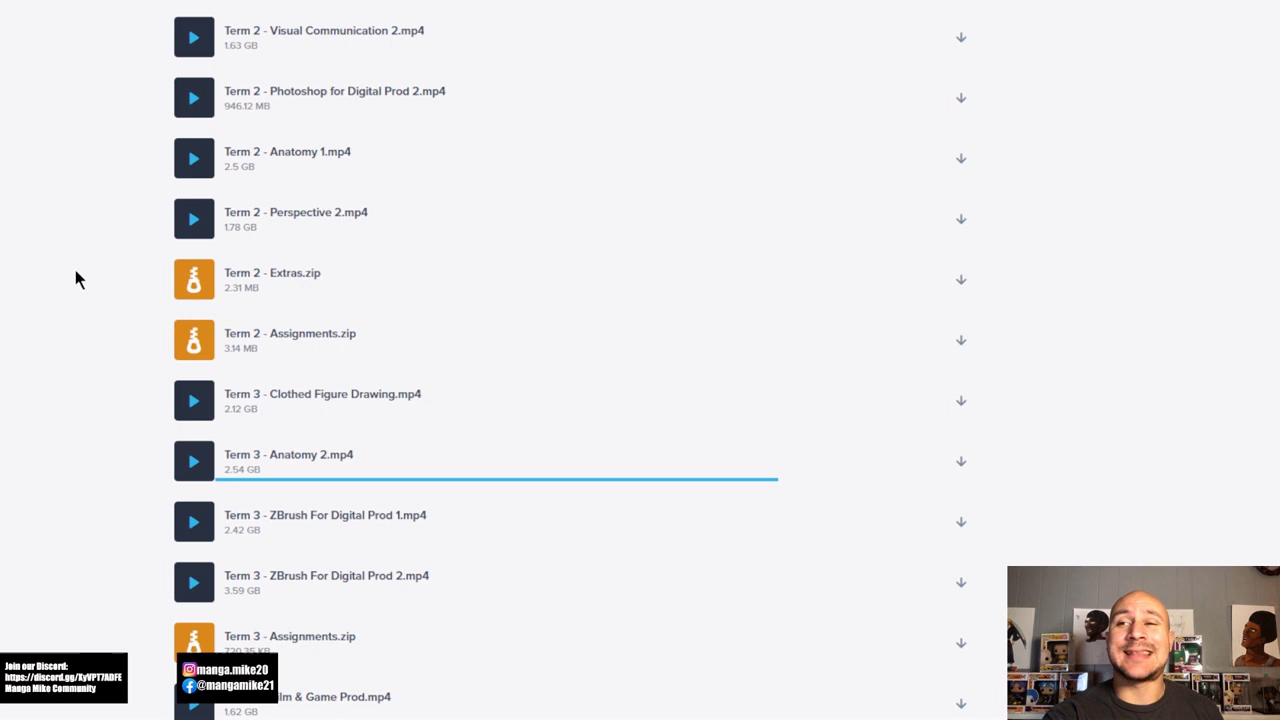 Term 2 - Visual Communication 2.mp4
1.63 GB
Term 2 - Photoshop for Digital Prod 2.mp4
946.12 MB
Term 2 - Anatomy 1.mp4
2.5 GB
Term 2 - Perspective 2.mp4
1.78 GB
Term 2 - Extras.zip
2.31 MB
Term 2 - Assignments.zip
3.14 MB
Term 3 - Clothed Figure Drawing.mp4
2.12 GB
Term 3 - Anatomy 2.mp4
2.54 GB
Term 3 - ZBrush For Digital Prod 1.mp4
2.42 GB
Term 3 - ZBrush For Digital Prod 2.mp4
3.59 GB
Term 3 - Assignments.zip
& Game Prod.mp4
1.62 GB
Join our Discord:
https://discord.gg/XyVPT7ADFE
Manga Mike Community
manga.mike20
@mangamike21